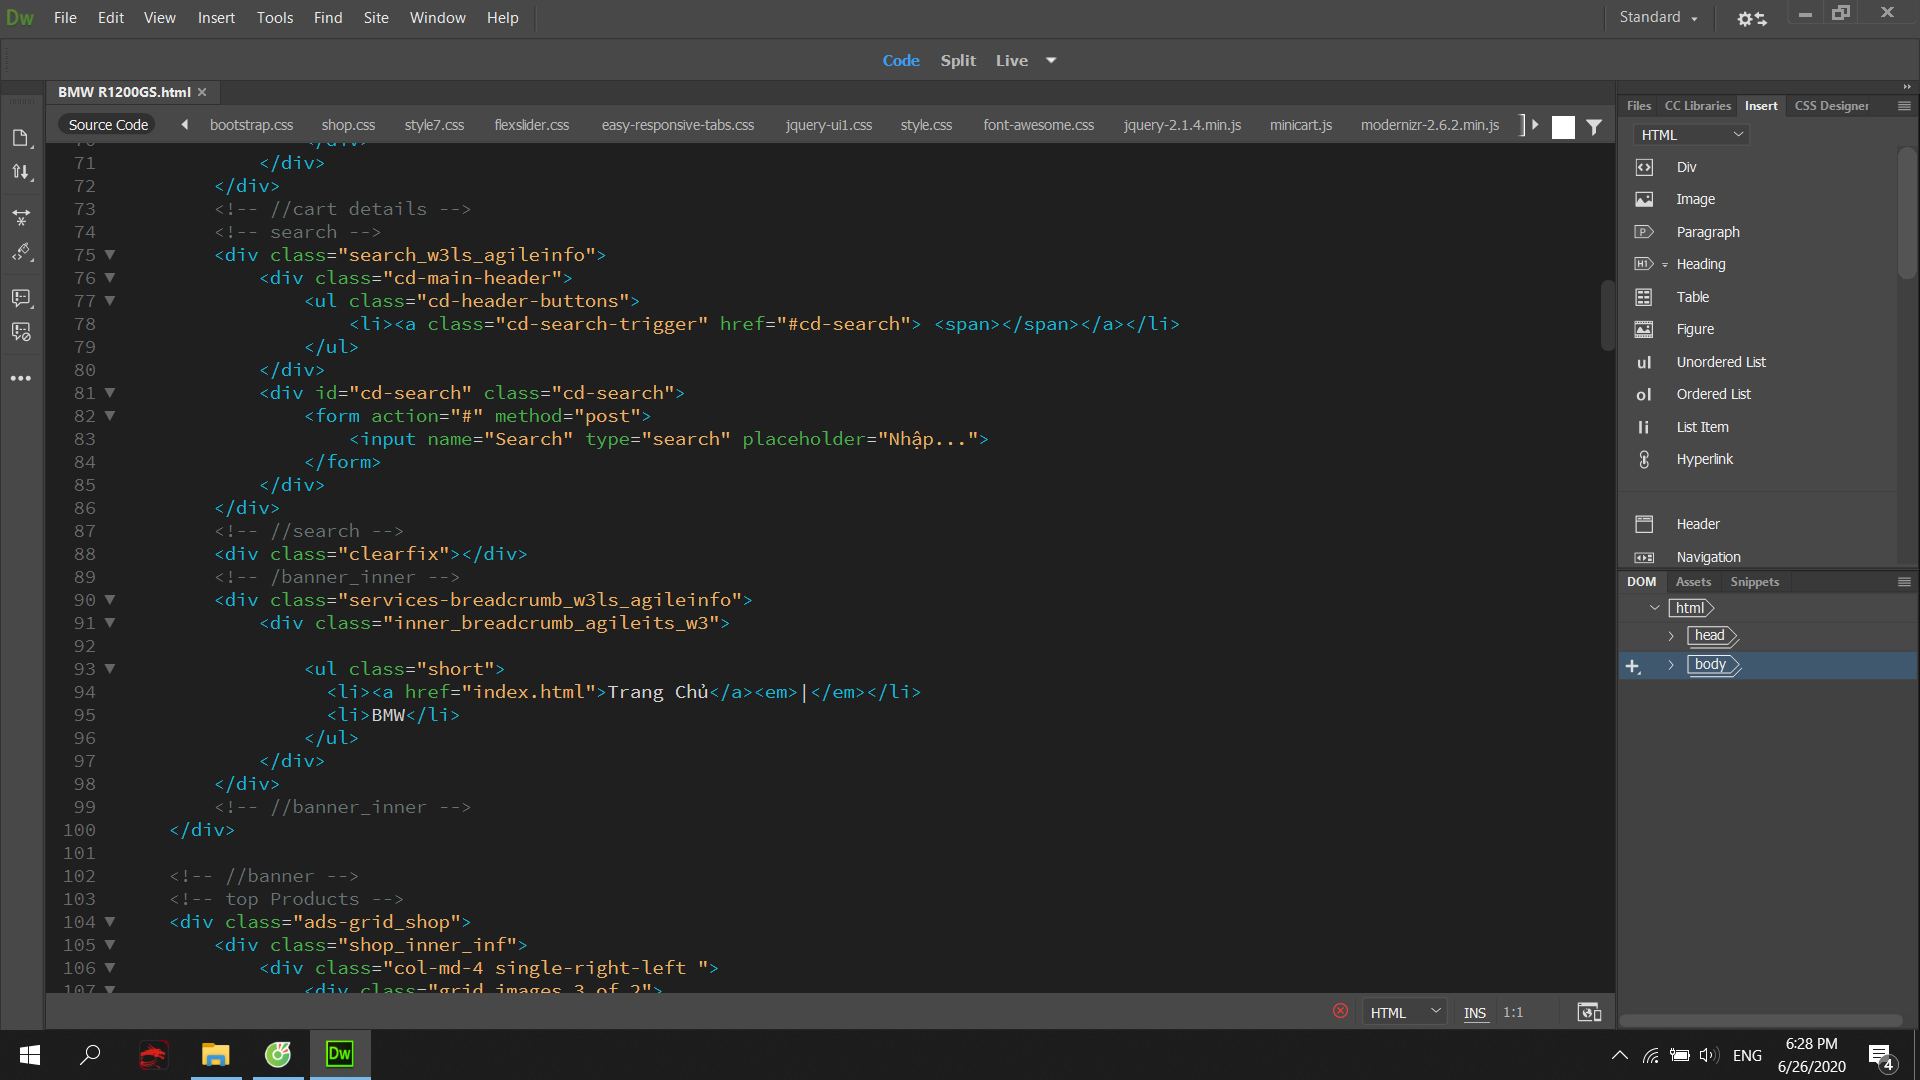 Dw File Edit View Insert Tools Find Site Window Help Standard
Code Split Live
BMW R1200GS.html
Source Code bootstrap.css shop.css style7.css flexslider.css easy-responsive-tabs.css jquery-ui1.css style.css font-awesome.css jquery-2.1.4.min.js minicart.js modernizr-2.6.2.min.js
71 </div>
72 </div>
73 <!-- //cart details -->
74 <!-- search -->
75 <div class="search_w3ls_agileinfo">
76 <div class="cd-main-header">
77 <ul class="cd-header-buttons">
78 <li><a class="cd-search-trigger" href="#cd-search"> <span></span></a></li>
79 </ul>
80 </div>
81 <div id="cd-search" class="cd-search">
82 <form action="#" method="post">
83 <input name="Search" type="search" placeholder="Nhập...">
84 </form>
85 </div>
86 </div>
87 <!-- //search -->
88 <div class="clearfix"></div>
89 <!-- /banner_inner -->
90 <div class="services-breadcrumb_w3ls_agileinfo">
91 <div class="inner_breadcrumb_agileits_w3">
92
93 <ul class="short">
94 <li><a href="index.html">Trang Chủ</a><em>|</em></li>
95 <li>BMW</li>
96 </ul>
97 </div>
98 </div>
99 <!-- //banner_inner -->
100 </div>
101
102 <!-- //banner -->
103 <!-- top Products -->
104 <div class="ads-grid_shop">
105 <div class="shop_inner_inf">
106 <div class="col-md-4 single-right-left ">
107 <div class="grid images_3_of_2">
HTML INS 1:1
Files CC Libraries Insert CSS Designer
HTML
Div
Image
Paragraph
Heading
Table
Figure
ul Unordered List
ol Ordered List
li List Item
Hyperlink
Header
Navigation
DOM Assets Snippets
html
head
body
Dw
ENG
6:28 PM
6/26/2020
4